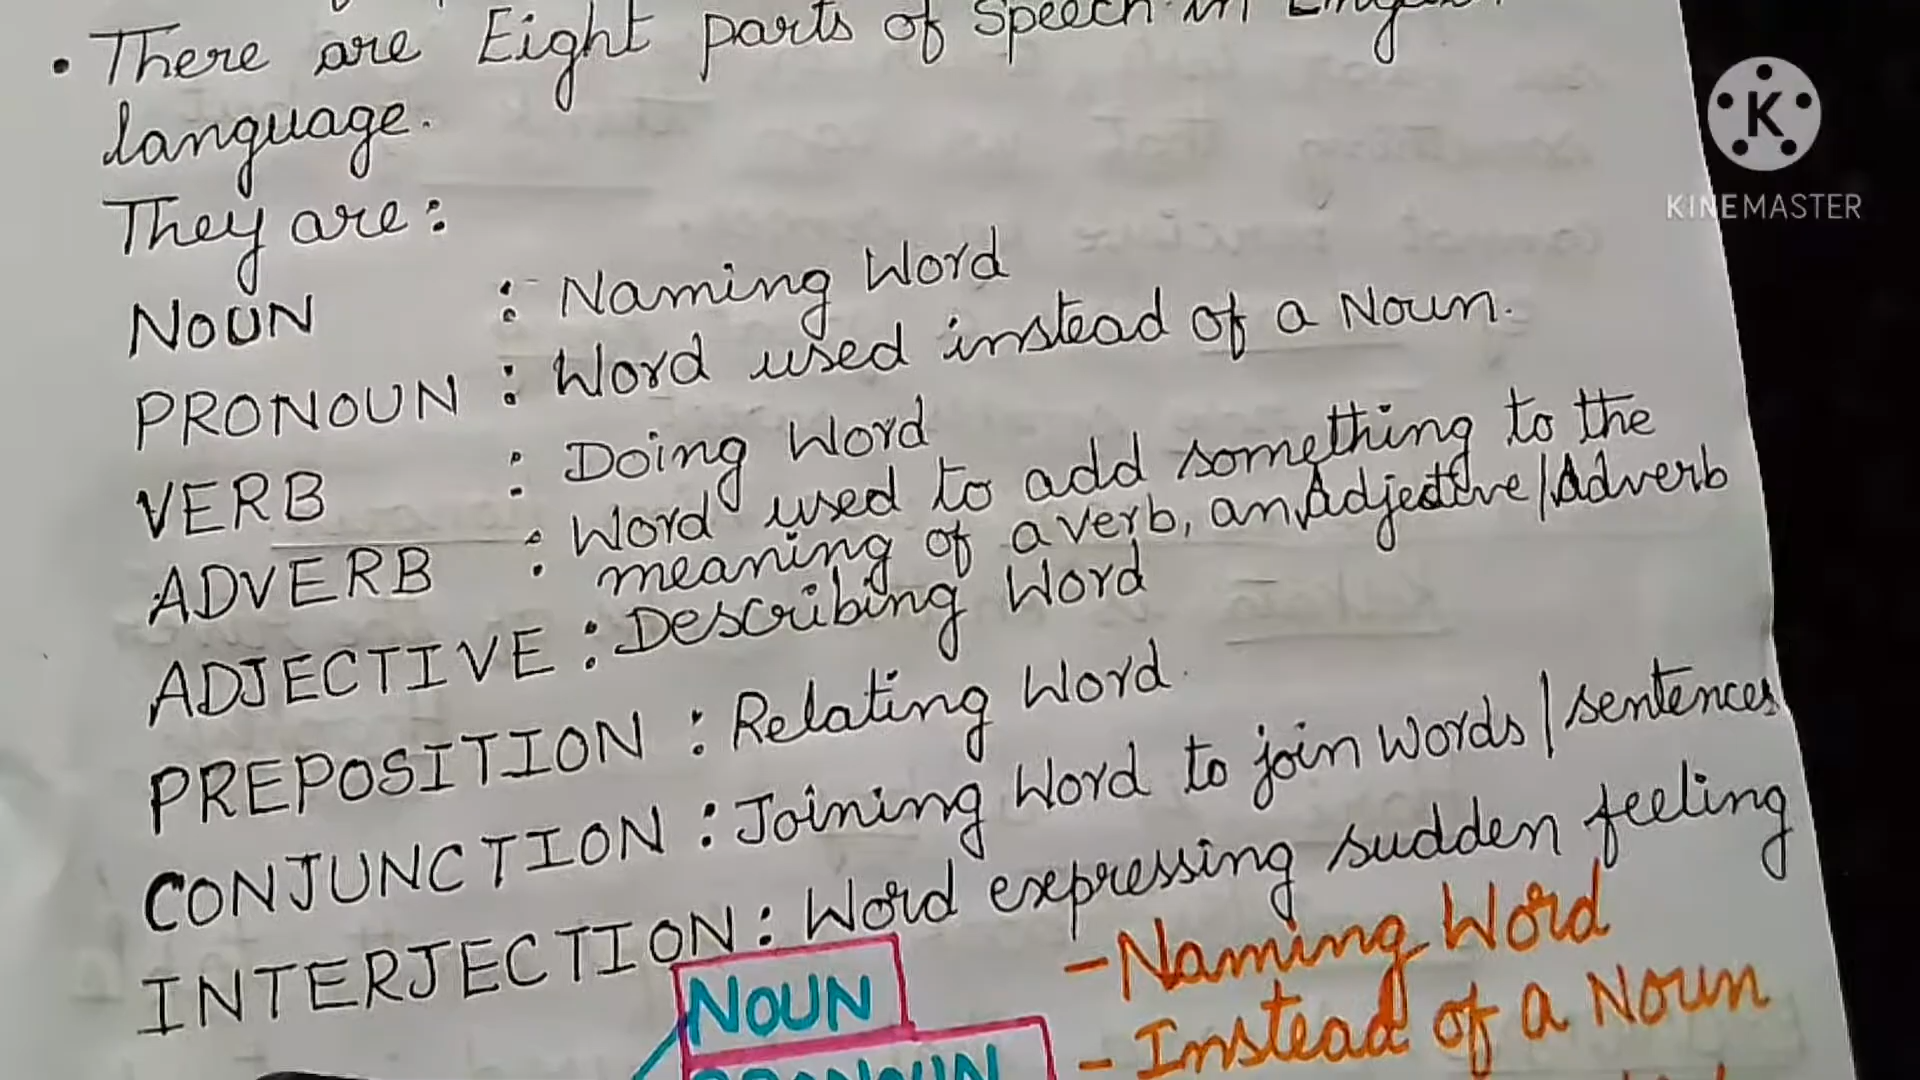 • There are Eight parts of Speech in
language.
They are:
NOUN : Naming Word
PRONOUN : Word used instead of a Noun.
VERB : Doing Word
ADVERB : Word used to add something to the
meaning of a verb, an Adjective/Adverb
ADJECTIVE : Describing Word
PREPOSITION : Relating Word.
CONJUNCTION : Joining Word to join words/sentences
INTERJECTION : Word expressing sudden feeling
NOUN - Naming Word
PRONOUN - Instead of a Noun
K
KINEMASTER